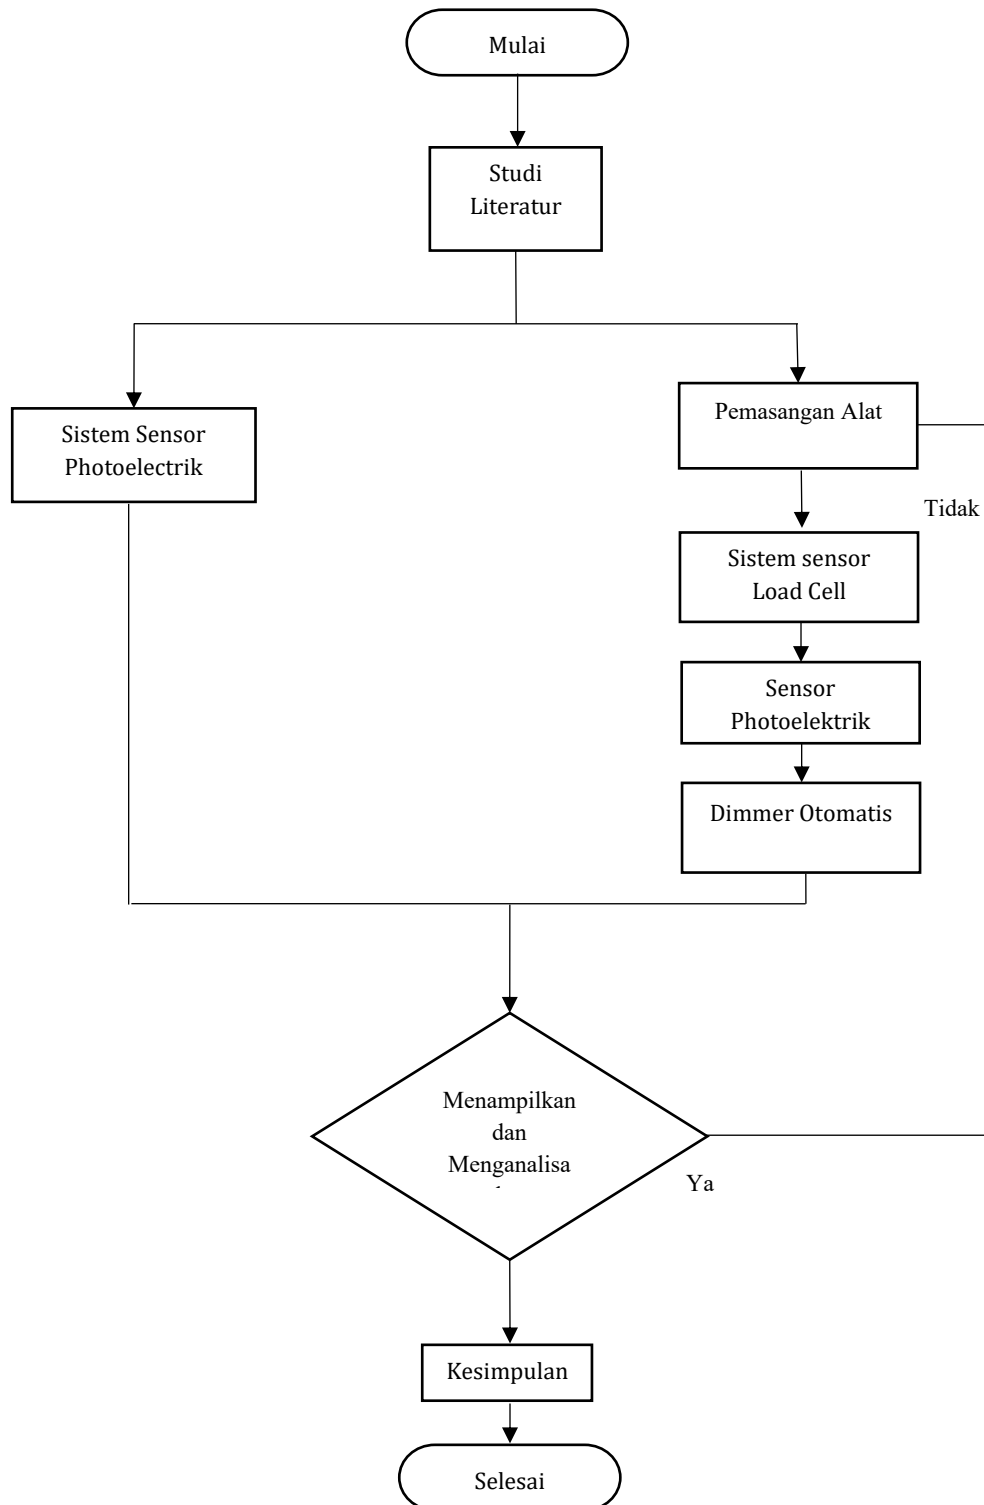 Mulai
Studi
Literatur
Sistem Sensor
Photoelectrik
Pemasangan Alat
Tidak
Sistem sensor
Load Cell
Sensor
Photoelektrik
Dimmer Otomatis
Menampilkan
dan
Menganalisa
Ya
Kesimpulan
Selesai